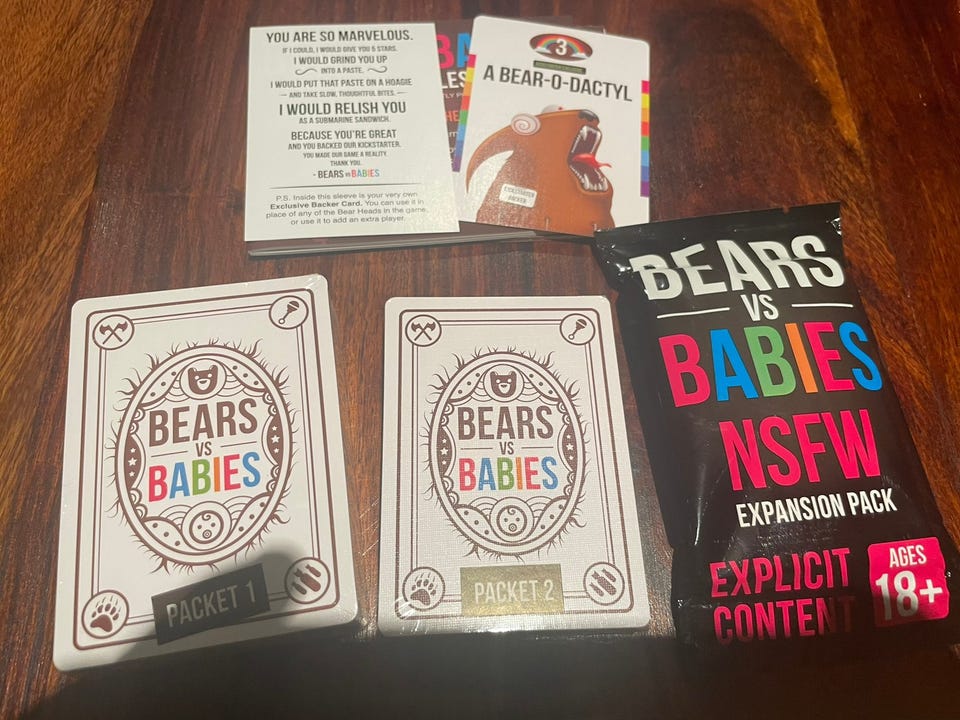 YOU ARE SO MARVELOUS.
IF I COULD, I WOULD GIVE YOU 5 STARS.
I WOULD GRIND YOU UP
INTO A PASTE.
I WOULD PUT THAT PASTE ON A HOAGIE
AND TAKE SLOW, THOUGHTFUL BITES.
I WOULD RELISH YOU
AS A SUBMARINE SANDWICH.
BECAUSE YOU'RE GREAT
AND YOU BACKED OUR KICKSTARTER.
YOU MADE OUR GAME A REALITY.
THANK YOU.
- BEARS vs BABIES
P.S. Inside this sleeve is your very own
Exclusive Backer Card. You can use it in
place of any of the Bear Heads in the game,
or use it to add an extra player.
3
A BEAR-O-DACTYL
KICKSTARTER
BACKER
BEARS
VS
BABIES
PACKET 1
BEARS
VS
BABIES
PACKET 2
BEARS
VS
BABIES
NSFW
EXPANSION PACK
EXPLICIT
CONTENT
AGES
18+